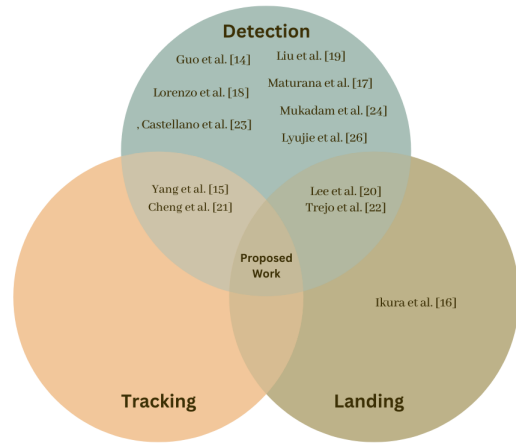 Detection
Guo et al. [14]
Liu et al. [19]
Lorenzo et al. [18]
Maturana et al. [17]
Mukadam et al. [24]
, Castellano et al. [23]
Lyujie et al. [26]
Yang et al. [15]
Cheng et al. [21]
Lee et al. [20]
Trejo et al. [22]
Proposed
Work
Ikura et al. [16]
Tracking
Landing